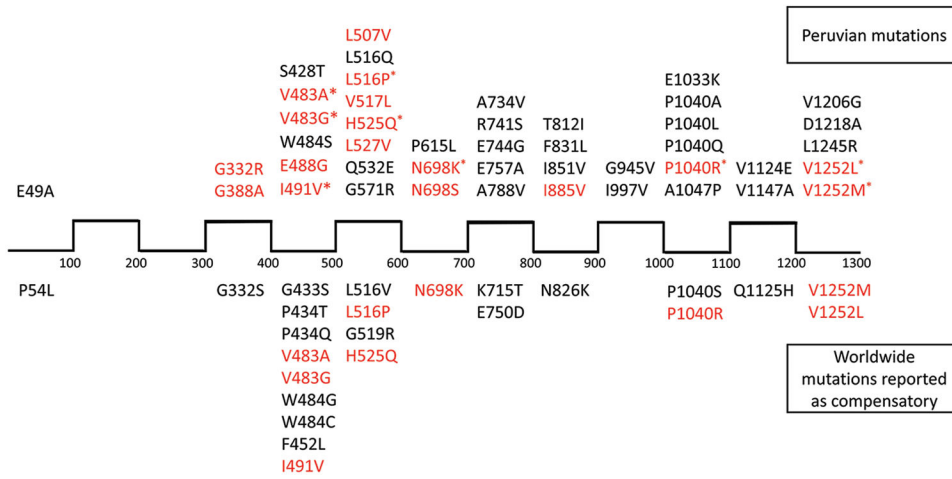 Peruvian mutations
L507V
L516Q
S428T
L516P*
E1033K
V483A*
V517L
A734V
P1040A
V1206G
V483G*
H525Q*
R741S
T812I
P1040L
D1218A
W484S
L527V
P615L
E744G
F831L
P1040Q
L1245R
G332R
E488G
Q532E
N698K*
E757A
I851V
G945V
P1040R*
V1124E
V1252L*
E49A
G388A
I491V*
G571R
N698S
A788V
I885V
I997V
A1047P
V1147A
V1252M*
100 200 300 400 500 600 700 800 900 1000 1100 1200 1300
P54L
G332S
G433S
L516V
N698K
K715T
N826K
P1040S
Q1125H
V1252M
P434T
L516P
E750D
P1040R
V1252L
P434Q
G519R
V483A
H525Q
V483G
W484G
W484C
F452L
I491V
Worldwide
mutations reported
as compensatory